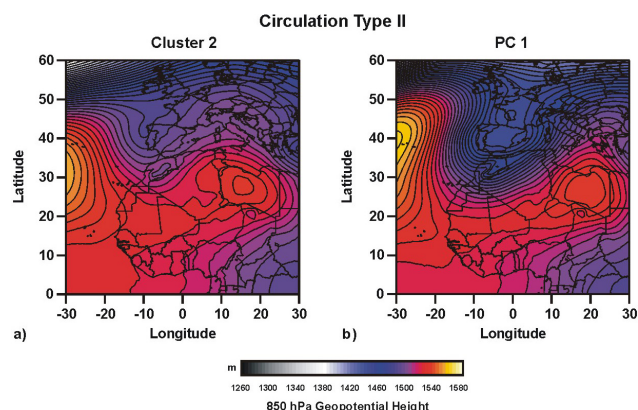 Circulation Type II
Cluster 2
PC 1
60
50
40
30
20
10
0
Latitude
-30 -20 -10 0 10 20 30
Longitude
a)
60
50
40
30
20
10
0
Latitude
-30 -20 -10 0 10 20 30
Longitude
b)
m
1260 1300 1340 1380 1420 1460 1500 1540 1580
850 hPa Geopotential Height